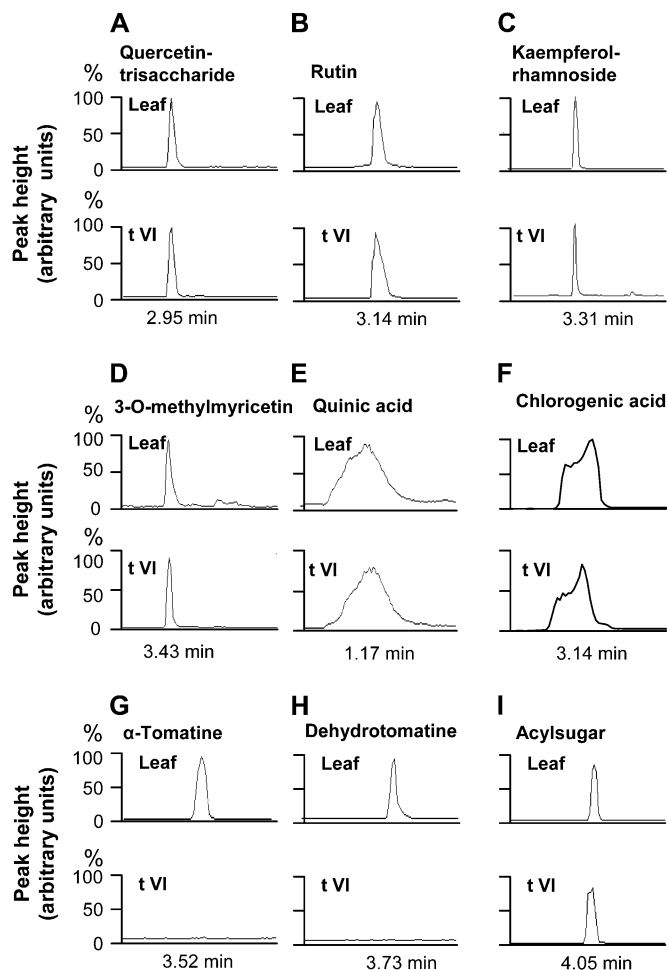 A
B
C
Quercetin-
trisaccharide
Rutin
Kaempferol-
rhamnoside
%
100
50
0
Leaf
Leaf
Leaf
%
100
50
0
t VI
t VI
t VI
Peak height
(arbitrary units)
2.95 min
3.14 min
3.31 min
D
E
F
3-O-methylmyricetin
Quinic acid
Chlorogenic acid
%
100
50
0
Leaf
Leaf
Leaf
%
100
50
0
t VI
t VI
t VI
Peak height
(arbitrary units)
3.43 min
1.17 min
3.14 min
G
H
I
α-Tomatine
Dehydrotomatine
Acylsugar
%
100
50
0
Leaf
Leaf
Leaf
%
100
50
0
t VI
t VI
t VI
Peak height
(arbitrary units)
3.52 min
3.73 min
4.05 min